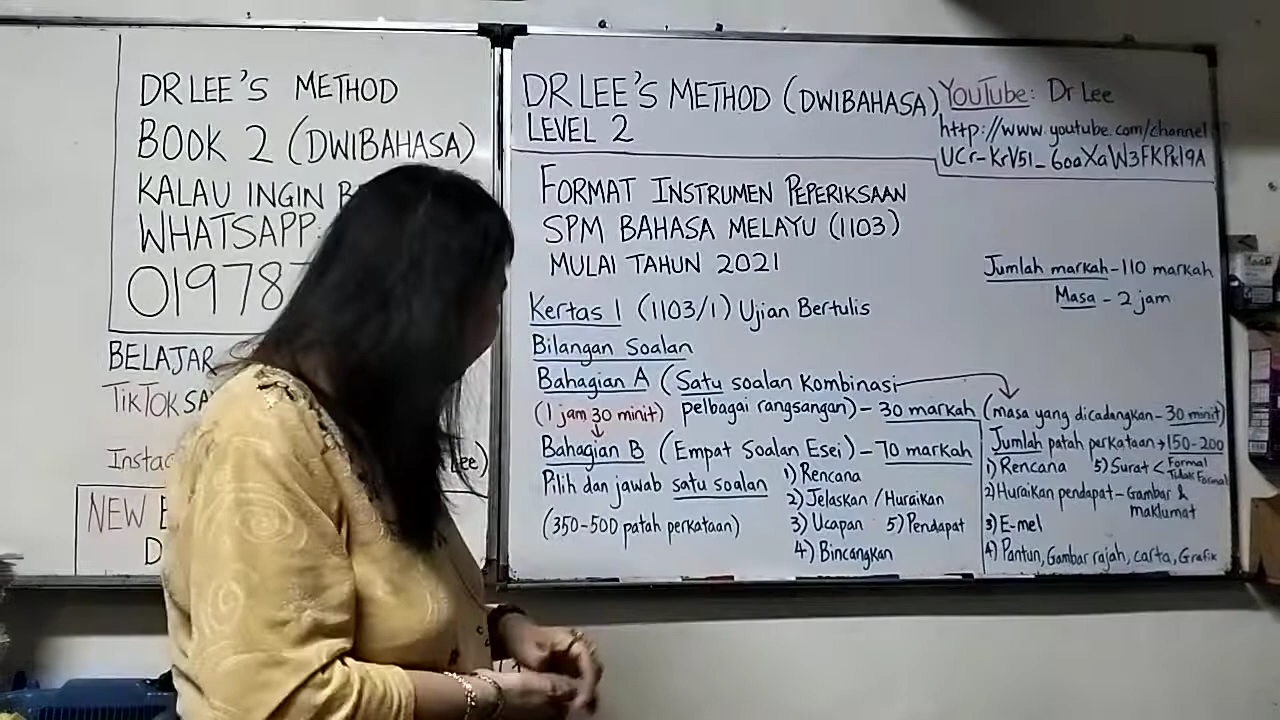 DR LEE'S METHOD
BOOK 2 (DWIBAHASA)
KALAU INGIN
WHATSAPP:
01978
BELAJAR
TikTok
NEW
DR LEE'S METHOD (DWIBAHASA)
LEVEL 2
YouTube: Dr Lee
http://www.youtube.com/channel
UCr-KrV5l_6oaXaW3FKPkl9A
FORMAT INSTRUMEN PEPERIKSAAN
SPM BAHASA MELAYU (1103)
MULAI TAHUN 2021
Jumlah markah - 110 markah
Masa - 2 jam
Kertas 1 (1103/1) Ujian Bertulis
Bilangan Soalan
Bahagian A (Satu soalan Kombinasi
pelbagai rangsangan) - 30 markah (masa yang dicadangkan - 30 minit)
(1 jam 30 minit)
Bahagian B (Empat Soalan Esei) - 70 markah
Pilih dan jawab satu soalan
(350-500 patah perkataan)
1) Rencana
2) Jelaskan / Huraikan
3) Ucapan 5) Pendapat
4) Bincangkan
Jumlah patah perkataan → 150-200
1) Rencana 5) Surat < Formal
Tidak Formal
2) Huraikan pendapat - Gambar &
maklumat
3) E-mel
4) Pantun, Gambar rajah, carta, Grafik